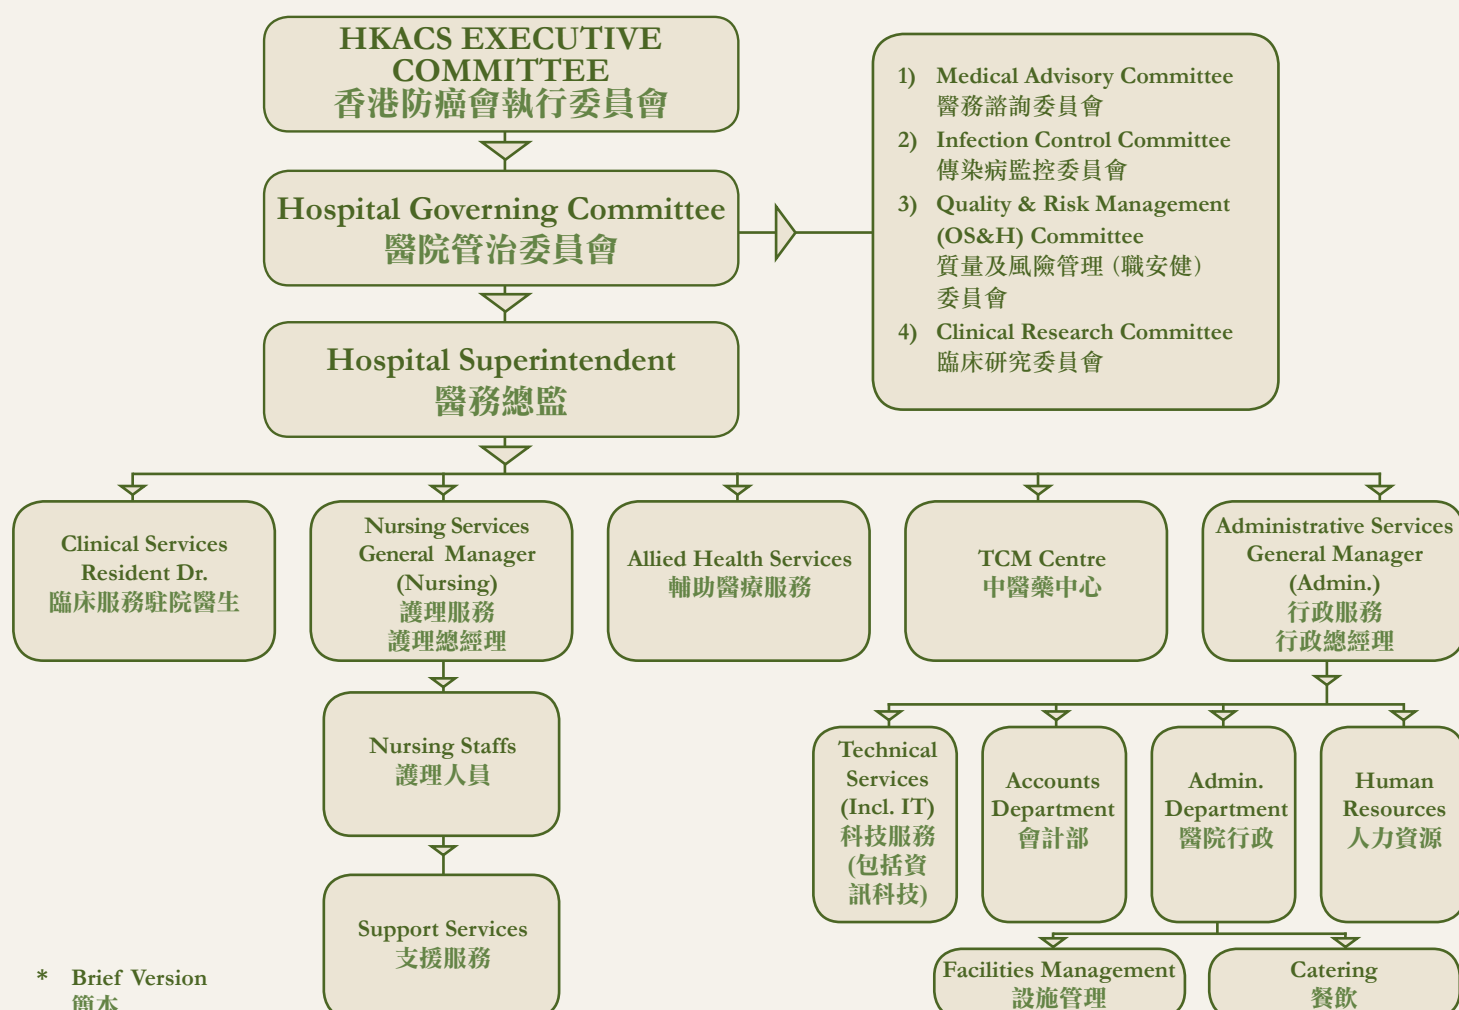 HKACS EXECUTIVE
COMMITTEE
香港防癌會執行委員會
Hospital Governing Committee
醫院管治委員會
1) Medical Advisory Committee
醫務諮詢委員會
2) Infection Control Committee
傳染病監控委員會
3) Quality & Risk Management
(OS&H) Committee
質量及風險管理（職安健）
委員會
4) Clinical Research Committee
臨床研究委員會
Hospital Superintendent
醫務總監
Clinical Services
Resident Dr.
臨床服務駐院醫生
Nursing Services
General Manager
(Nursing)
護理服務
護理總經理
Allied Health Services
輔助醫療服務
TCM Centre
中醫藥中心
Administrative Services
General Manager
(Admin.)
行政服務
行政總經理
Nursing Staffs
護理人員
Technical
Services
(Incl. IT)
科技服務
(包括資
訊科技)
Accounts
Department
會計部
Admin.
Department
醫院行政
Human
Resources
人力資源
Support Services
支援服務
Facilities Management
設施管理
Catering
餐飲
* Brief Version
簡本